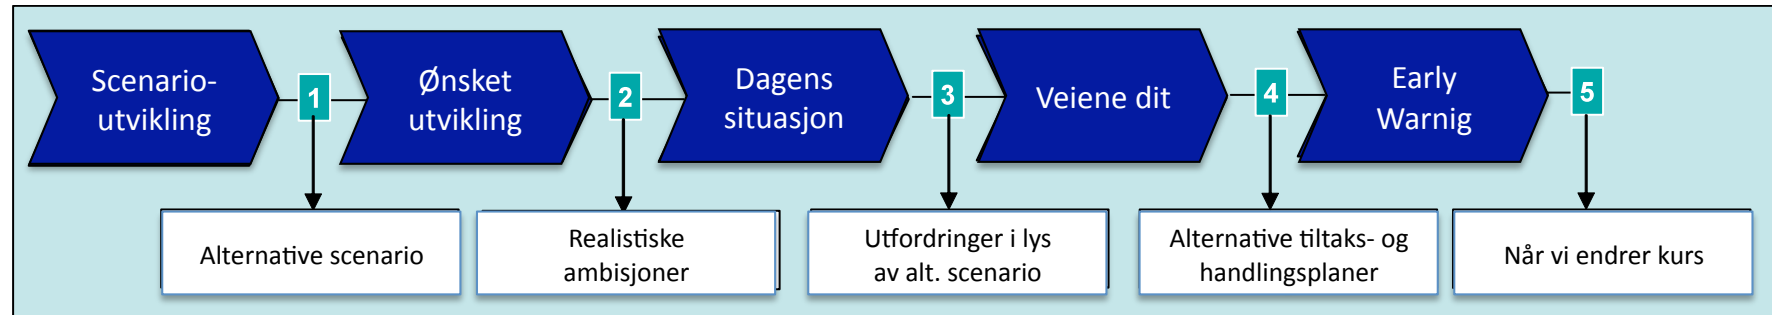 Scenario-
utvikling
1
Ønsket
utvikling
2
Dagens
situasjon
3
Veiene dit
4
Early
Warnig
5
Alternative scenario
Realistiske
ambisjoner
Utfordringer i lys
av alt. scenario
Alternative tiltaks- og
handlingsplaner
Når vi endrer kurs